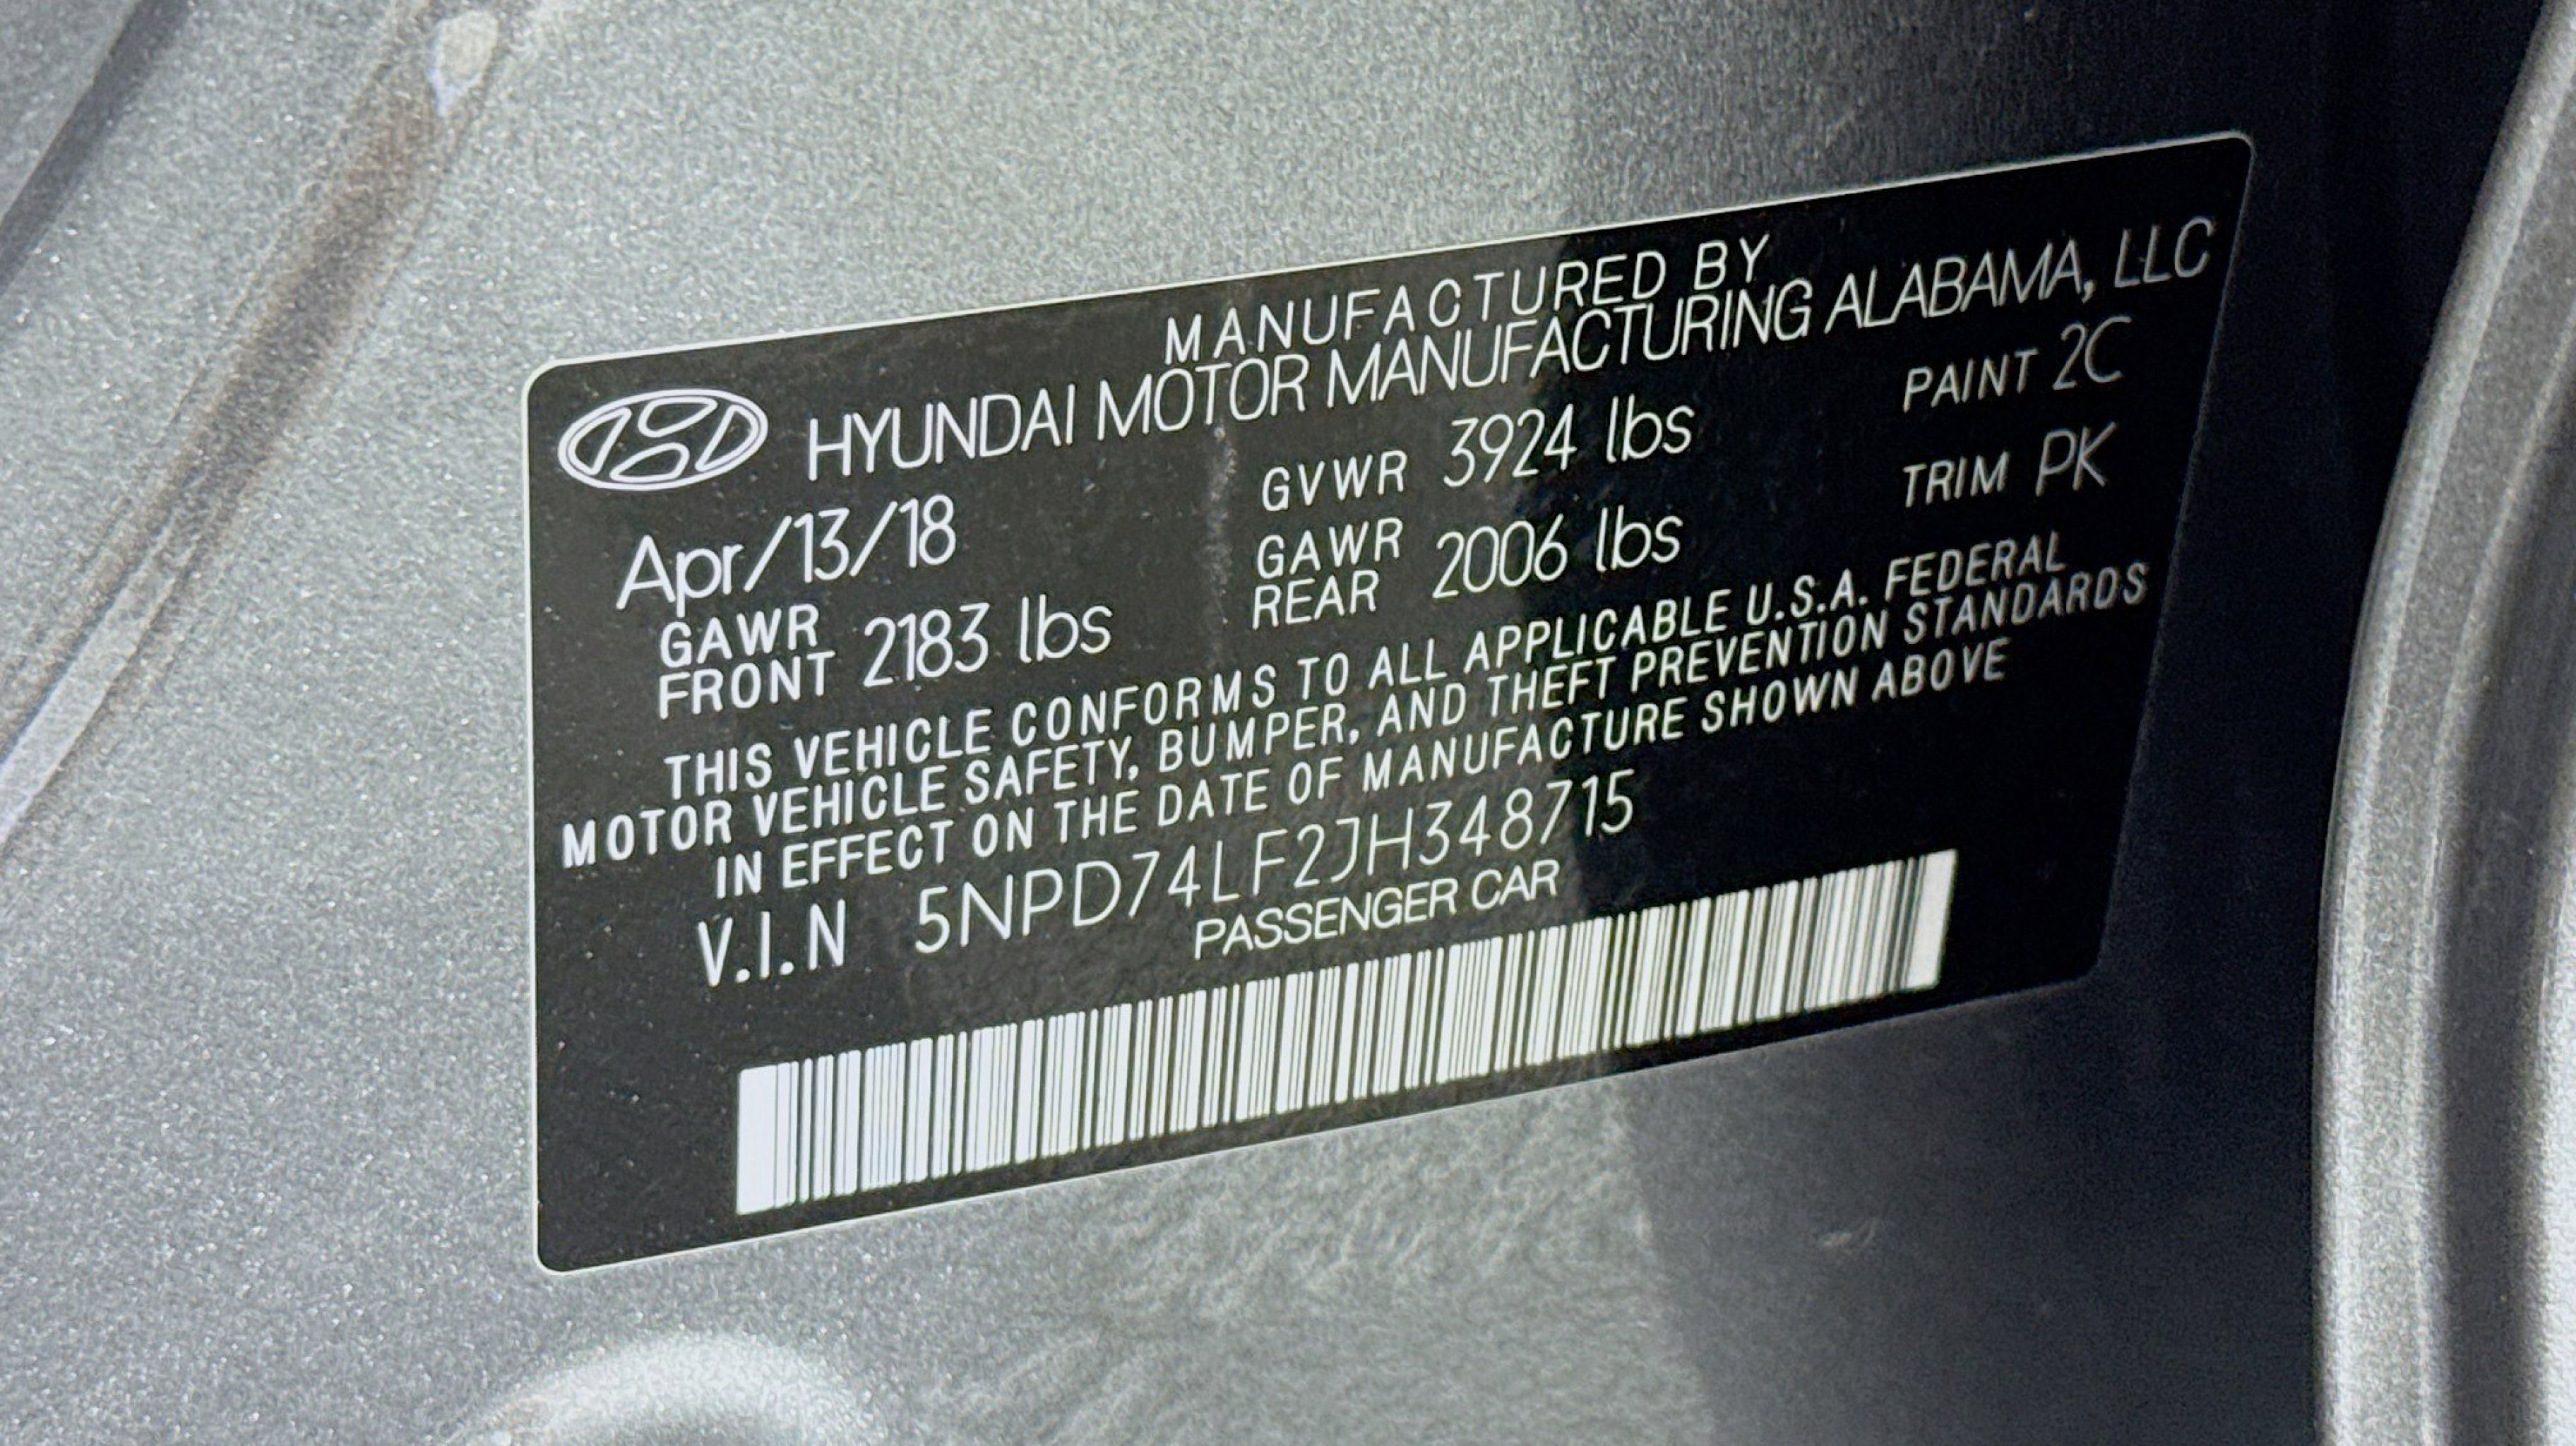 MANUFACTURED BY
HYUNDAI MOTOR MANUFACTURING ALABAMA, LLC
Apr/13/18 GVWR 3924 lbs PAINT 2C
GAWR FRONT 2183 lbs GAWR REAR 2006 lbs TRIM PK
THIS VEHICLE CONFORMS TO ALL APPLICABLE U.S.A. FEDERAL
MOTOR VEHICLE SAFETY, BUMPER, AND THEFT PREVENTION STANDARDS
IN EFFECT ON THE DATE OF MANUFACTURE SHOWN ABOVE
V.I.N 5NPD74LF2JH348715
PASSENGER CAR